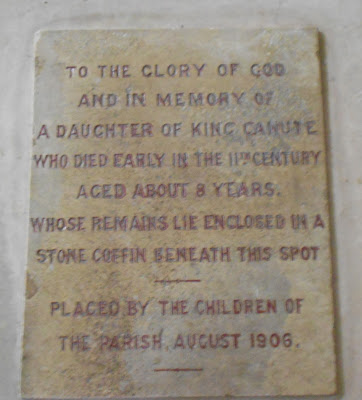 TO THE GLORY OF GOD
AND IN MEMORY OF
A DAUGHTER OF KING CANUTE
WHO DIED EARLY IN THE 11TH CENTURY
AGED ABOUT 8 YEARS.
WHOSE REMAINS LIE ENCLOSED IN A
STONE COFFIN BENEATH THIS SPOT
PLACED BY THE CHILDREN OF
THE PARISH, AUGUST 1906.